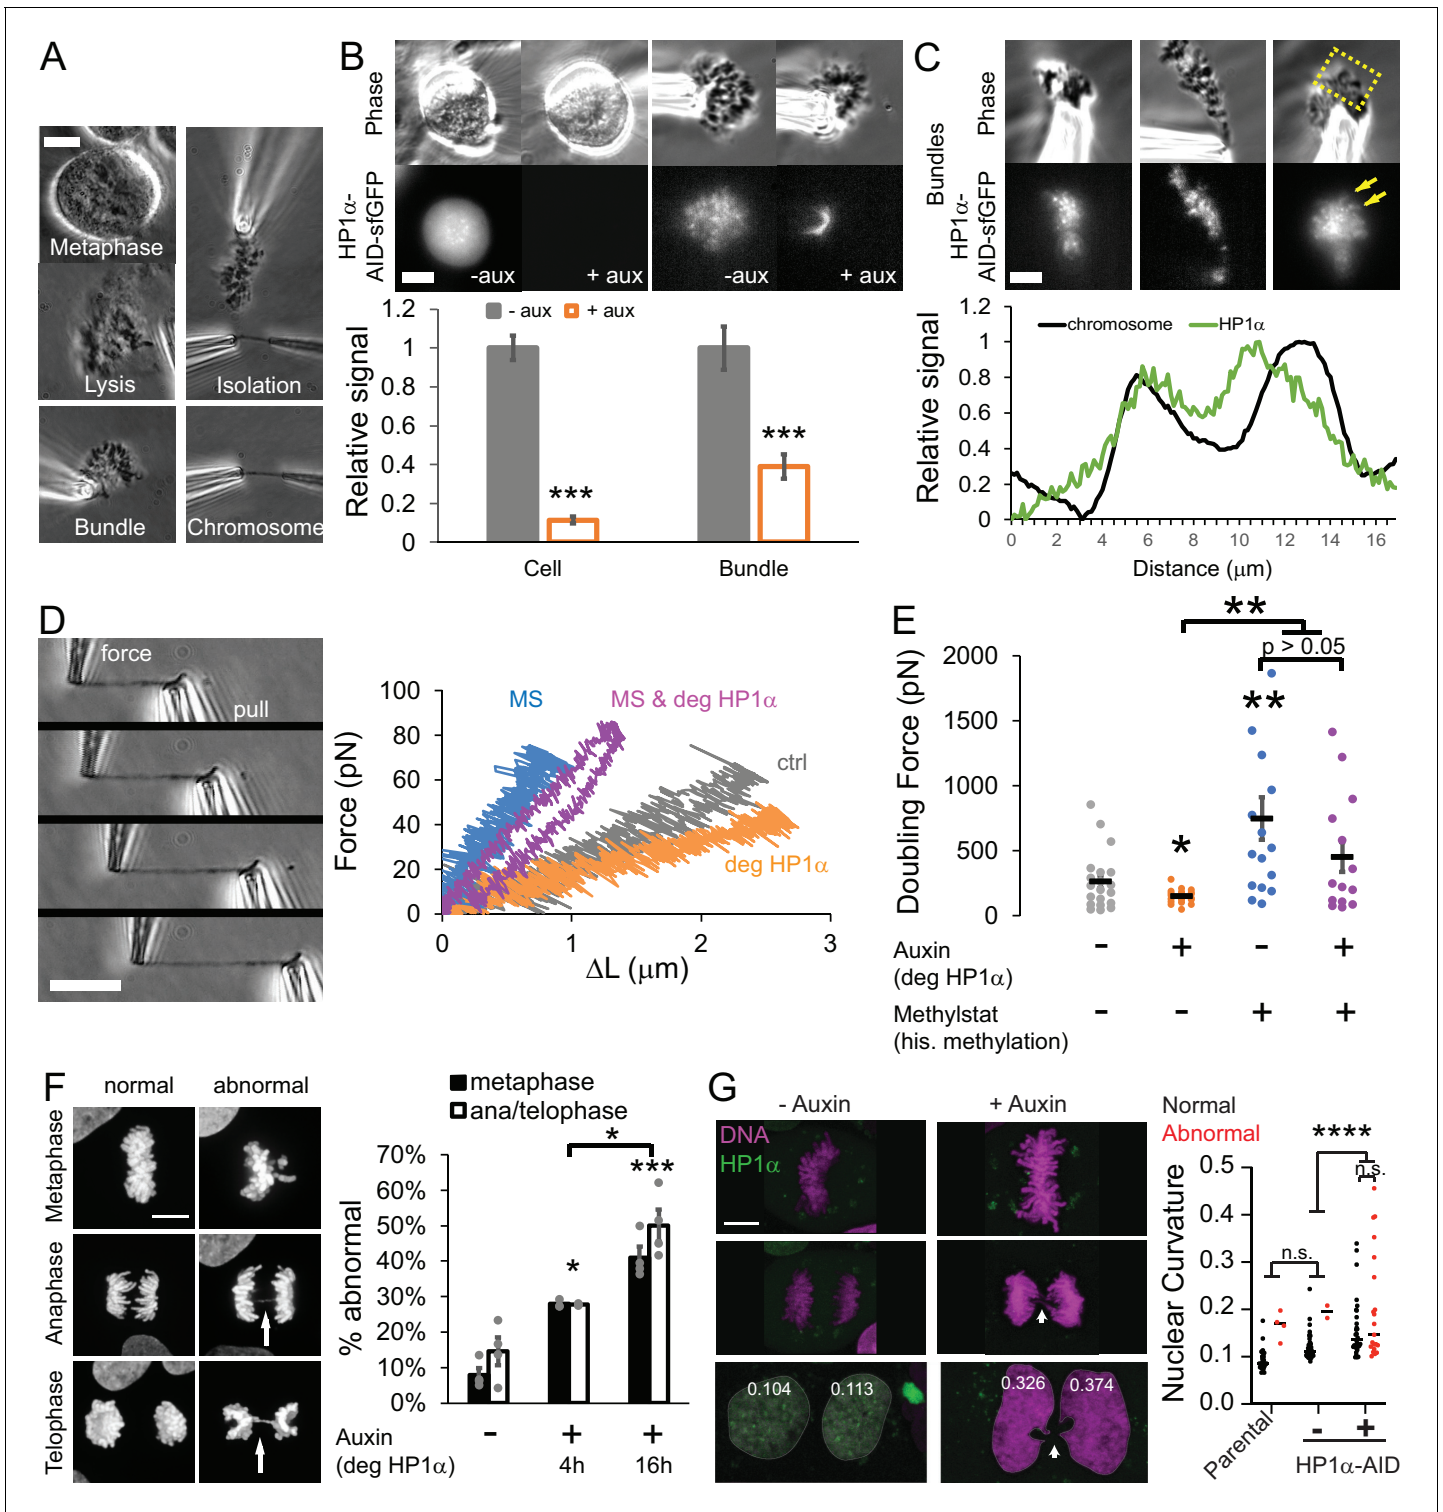 A
Metaphase
Lysis
Isolation
Bundle
Chromosome
B
Phase
HP1α-
AID-sfGFP
-aux
+ aux
-aux
+ aux
Relative signal
- aux
+ aux
1.2
1
0.8
0.6
0.4
0.2
0
***
***
Cell
Bundle
C
Bundles
Phase
HP1α-
AID-sfGFP
Relative signal
chromosome
HP1α
1.2
1
0.8
0.6
0.4
0.2
0
0 2 4 6 8 10 12 14 16
Distance (μm)
D
force
pull
Force (pN)
100
80
60
40
20
0
MS
MS & deg HP1α
ctrl
deg HP1α
0 1 2 3
ΔL (μm)
E
**
p > 0.05
**
*
Doubling Force (pN)
2000
1500
1000
500
0
Auxin
(deg HP1α)
- + - +
Methylstat
(his. methylation)
- - + +
F
normal
abnormal
Metaphase
Anaphase
Telophase
metaphase
ana/telophase
% abnormal
70%
60%
50%
40%
30%
20%
10%
0%
*
***
*
Auxin
(deg HP1α)
- + +
4h 16h
G
- Auxin
+ Auxin
DNA
HP1α
0.104
0.113
0.326
0.374
Normal
Abnormal
****
n.s.
n.s.
Nuclear Curvature
0.5
0.4
0.3
0.2
0.1
0.0
Parental
- +
HP1α-AID